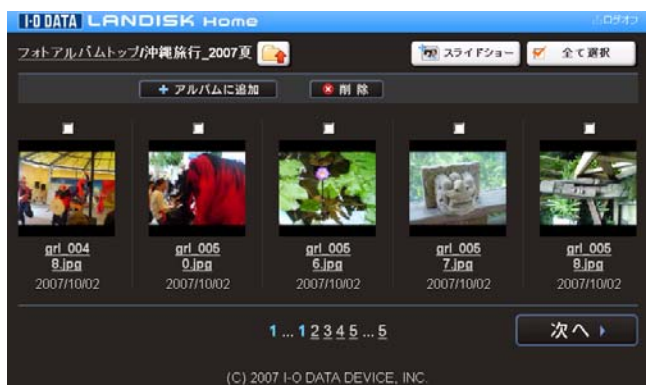 I-O DATA LANDISK Home
ログオフ
フォトアルバムトップ/沖縄旅行_2007夏
スライドショー
全て選択
+ アルバムに追加
削除
grl_004
8.jpg
2007/10/02
grl_005
0.jpg
2007/10/02
grl_005
6.jpg
2007/10/02
grl_005
7.jpg
2007/10/02
grl_005
8.jpg
2007/10/02
1 ... 1 2 3 4 5 ... 5
次へ
(C) 2007 I-O DATA DEVICE, INC.